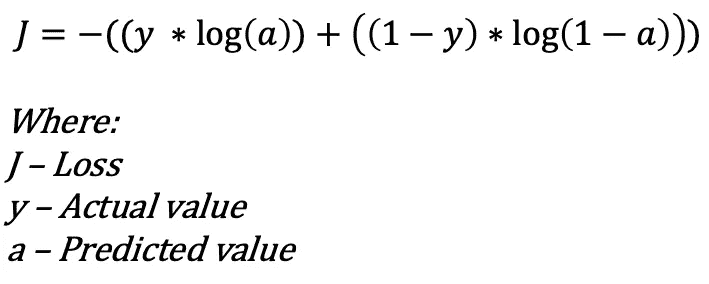 J = −((y * log(a)) + ((1 − y) * log(1 − a)))
Where:
J – Loss
y – Actual value
a – Predicted value